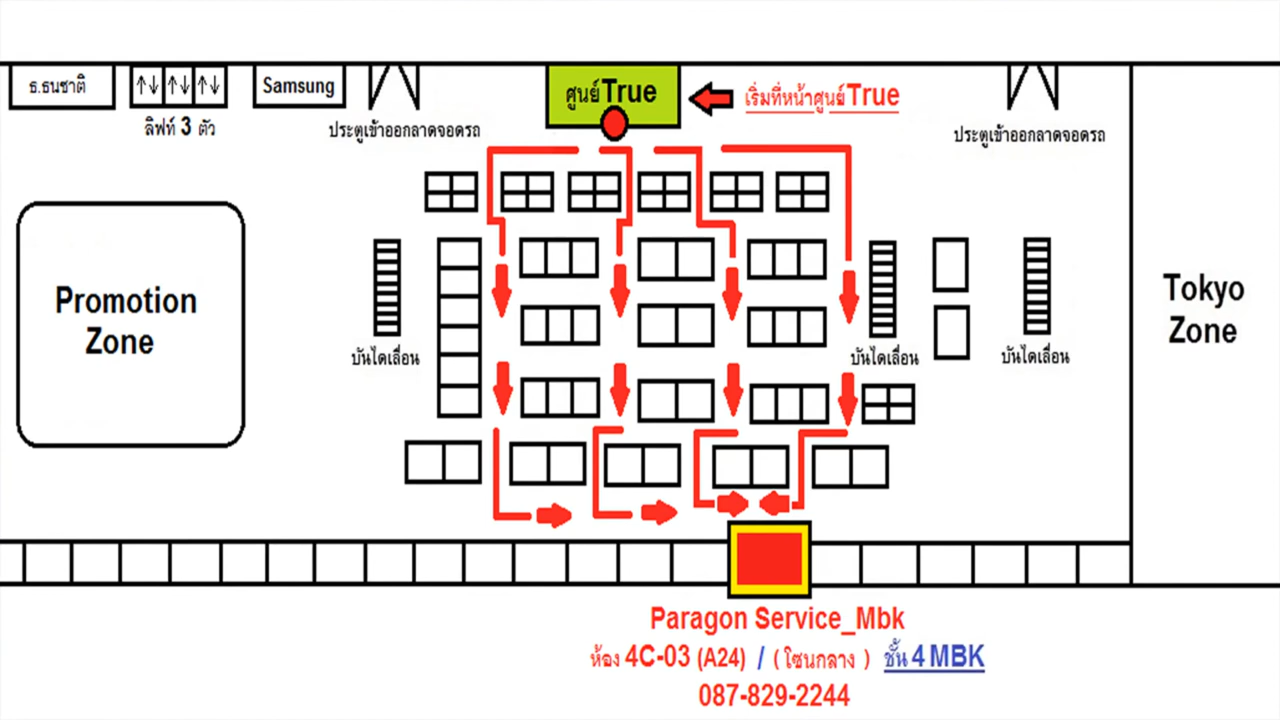 ธ.ธนชาติ
ลิฟท์ 3 ตัว
Samsung
ประตูเข้าออกลาดจอดรถ
ศูนย์True
เริ่มที่หน้าศูนย์True
ประตูเข้าออกลาดจอดรถ
Promotion
Zone
บันไดเลื่อน
บันไดเลื่อน
บันไดเลื่อน
Tokyo
Zone
Paragon Service_Mbk
ห้อง 4C-03 (A24) / ( โซนกลาง ) ชั้น 4 MBK
087-829-2244